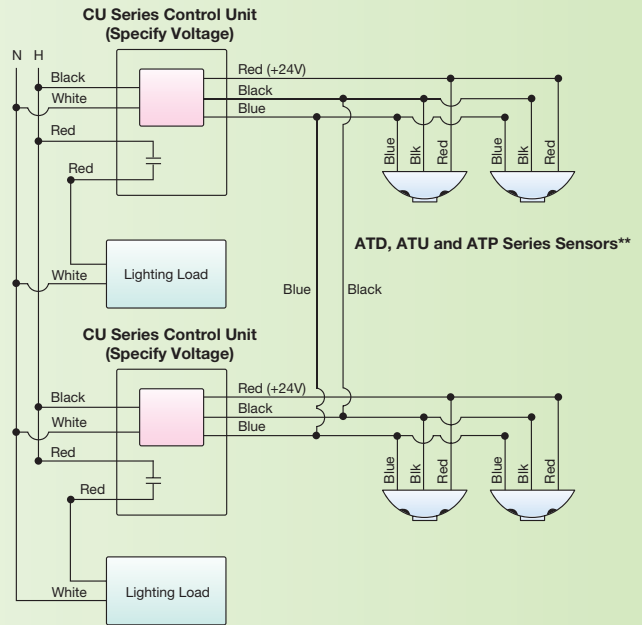 CU Series Control Unit
(Specify Voltage)
N H
Black
White
Red
Red
Red (+24V)
Black
Blue
Blue
Blk
Red
Blue
Blk
Red
ATD, ATU and ATP Series Sensors**
Lighting Load
White
Blue
Black
CU Series Control Unit
(Specify Voltage)
Black
White
Red
Red
Red (+24V)
Black
Blue
Blue
Blk
Red
Blue
Blk
Red
Lighting Load
White